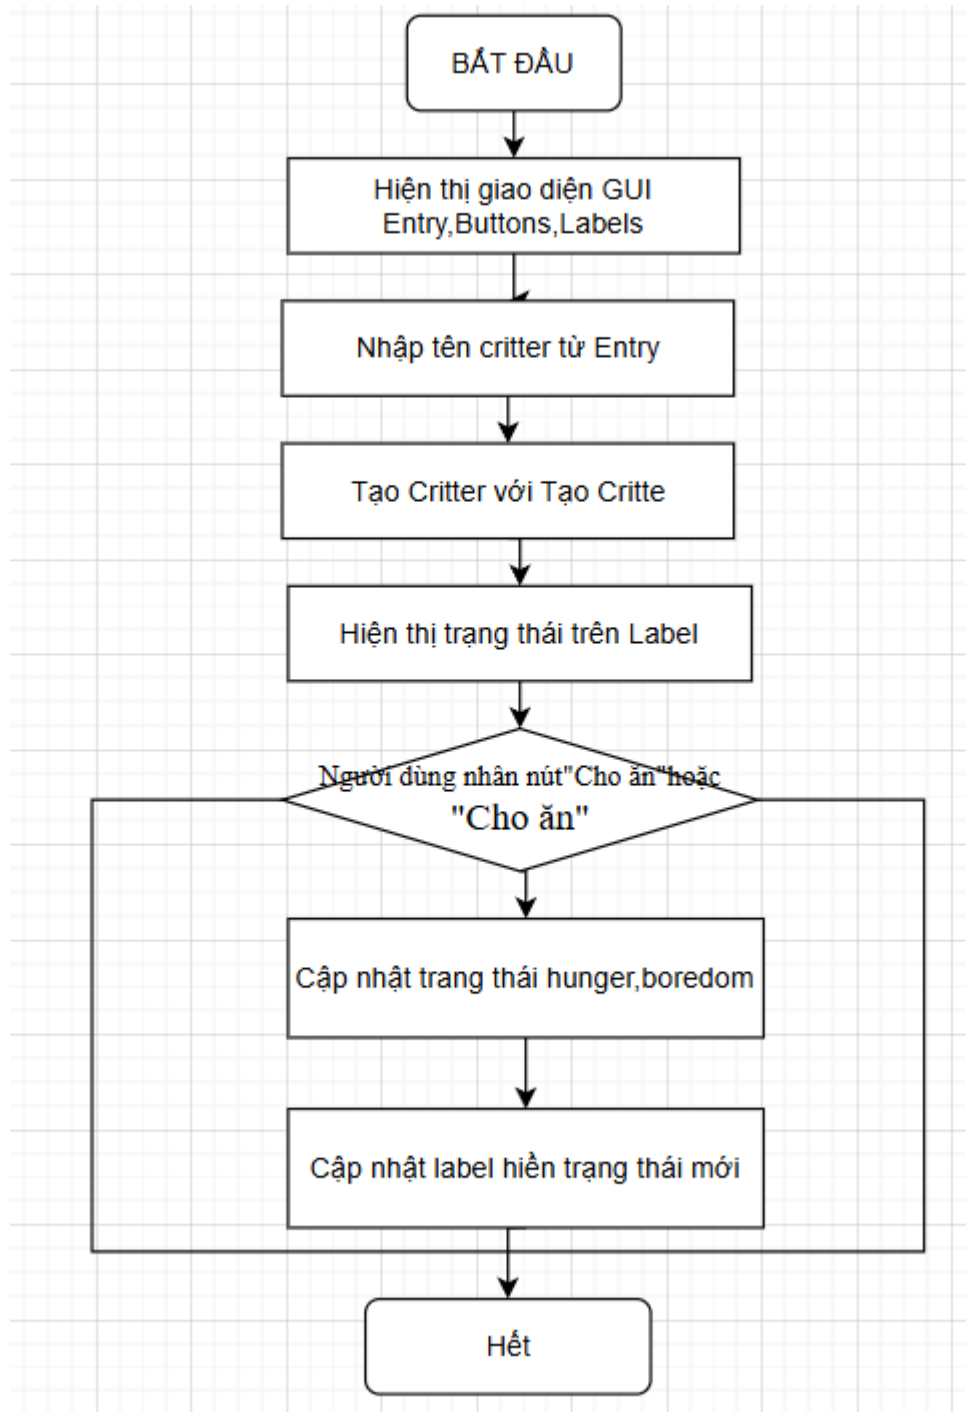 BẮT ĐẦU
Hiện thị giao diện GUI
Entry,Buttons,Labels
Nhập tên critter từ Entry
Tạo Critter với Tạo Critte
Hiện thị trạng thái trên Label
Người dùng nhân nút"Cho ăn"hoặc
"Cho ăn"
Cập nhật trang thái hunger,boredom
Cập nhật label hiển trạng thái mới
Hết